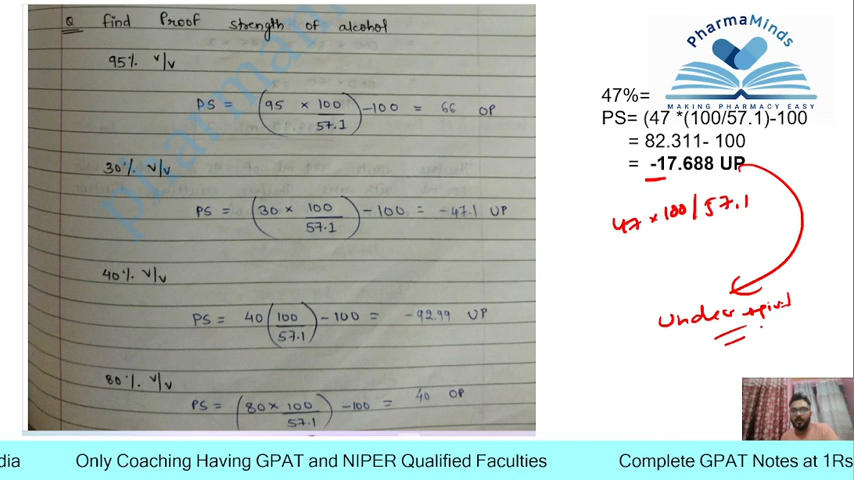 Q Find Proof strength of alcohol
95% v/v
PS = (95 × 100/57.1) -100 = 66 OP
30% v/v
PS = (30 × 100/57.1) -100 = -47.1 UP
40% v/v
PS = 40(100/57.1) -100 = -92.99 UP
80% v/v
PS = (80 × 100/57.1) -100 = 40 OP
PharmaMinds
MAKING PHARMACY EASY
47%=
PS= (47 *(100/57.1)-100
= 82.311- 100
= -17.688 UP
47 × 100/57.1
Under
dia Only Coaching Having GPAT and NIPER Qualified Faculties Complete GPAT Notes at 1Rs